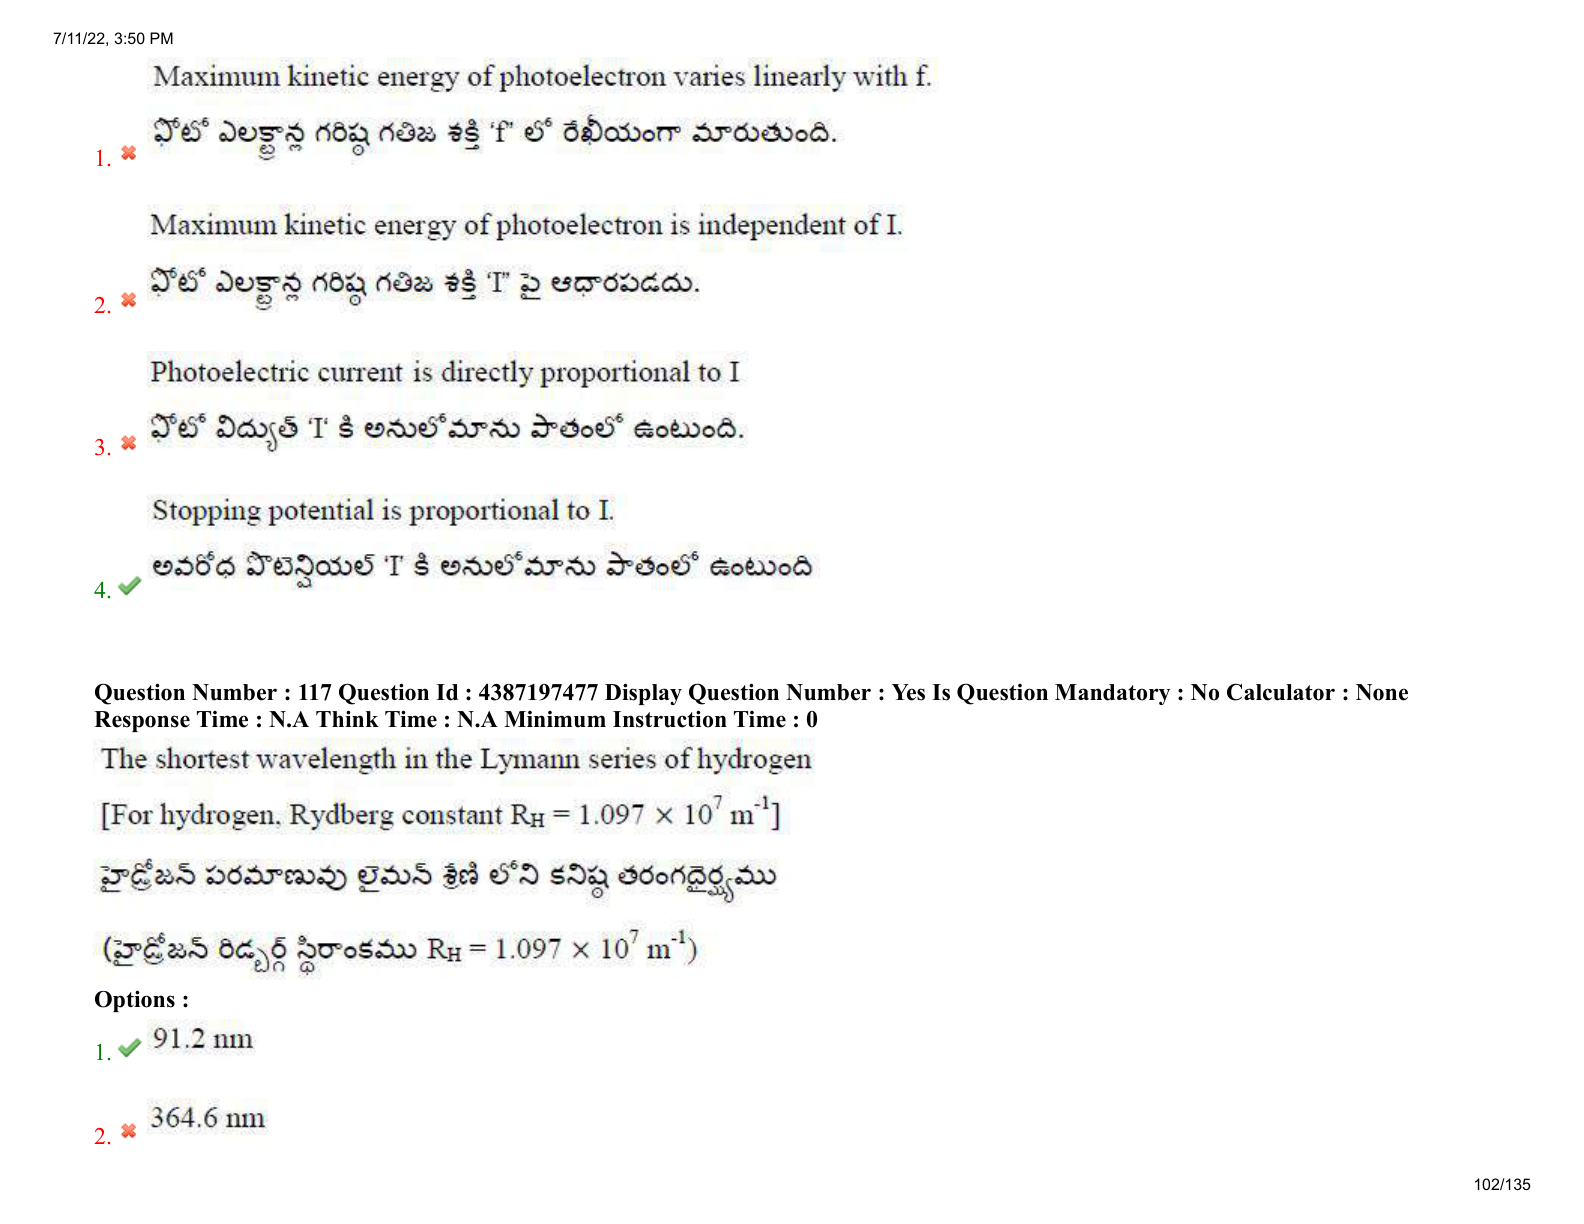 7/11/22, 3:50 PM
Maximum kinetic energy of photoelectron varies linearly with f.
ఫోటో ఎలక్ట్రాన్ల గరిష్ఠ గతిజ శక్తి ‘f’ లో రేఖీయంగా మారుతుంది.
1.
Maximum kinetic energy of photoelectron is independent of I.
ఫోటో ఎలక్ట్రాన్ల గరిష్ఠ గతిజ శక్తి ‘I’ పై ఆధారపడదు.
2.
Photoelectric current is directly proportional to I
ఫోటో విద్యుత్ ‘I‘ కి అనులోమాను పాతంలో ఉంటుంది.
3.
Stopping potential is proportional to I.
అవరోధ పొటెన్షియల్ ‘I’ కి అనులోమాను పాతంలో ఉంటుంది
4.
Question Number : 117 Question Id : 4387197477 Display Question Number : Yes Is Question Mandatory : No Calculator : None
Response Time : N.A Think Time : N.A Minimum Instruction Time : 0
The shortest wavelength in the Lymann series of hydrogen
[For hydrogen, Rydberg constant R_H = 1.097 × 10^7 m^-1]
హైడ్రోజన్ పరమాణువు లైమన్ శ్రేణి లోని కనిష్ఠ తరంగదైర్ఘ్యము
(హైడ్రోజన్ రిడ్బర్గ్ స్థిరాంకము R_H = 1.097 × 10^7 m^-1)
Options :
1. 91.2 nm
2. 364.6 nm
102/135